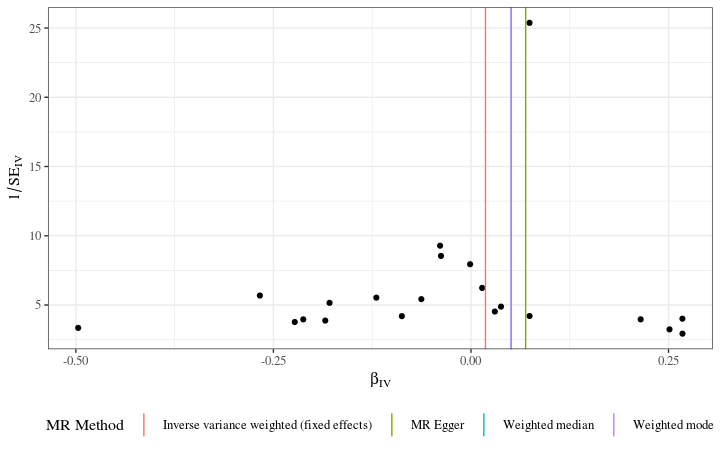 25
20
15
10
5
1/SE_IV
-0.50 -0.25 0.00 0.25
β_IV
MR Method Inverse variance weighted (fixed effects) MR Egger Weighted median Weighted mode